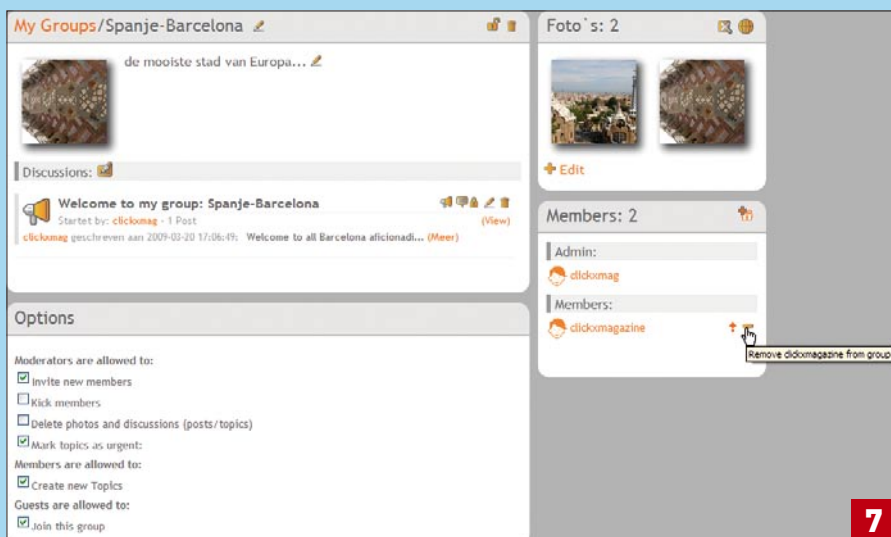 My Groups/Spanje-Barcelona
de mooiste stad van Europa...
Discussions:
Welcome to my group: Spanje-Barcelona
Startet by: clickxmag - 1 Post
(View)
clickxmag geschreven aan 2009-03-20 17:06:49: Welcome to all Barcelona aficionadi... (Meer)
Options
Moderators are allowed to:
Invite new members
Kick members
Delete photos and discussions (posts/topics)
Mark topics as urgent:
Members are allowed to:
Create new Topics
Guests are allowed to:
Join this group
Foto`s: 2
Edit
Members: 2
Admin:
clickxmag
Members:
clickxmagazine
Remove clickxmagazine from group
7